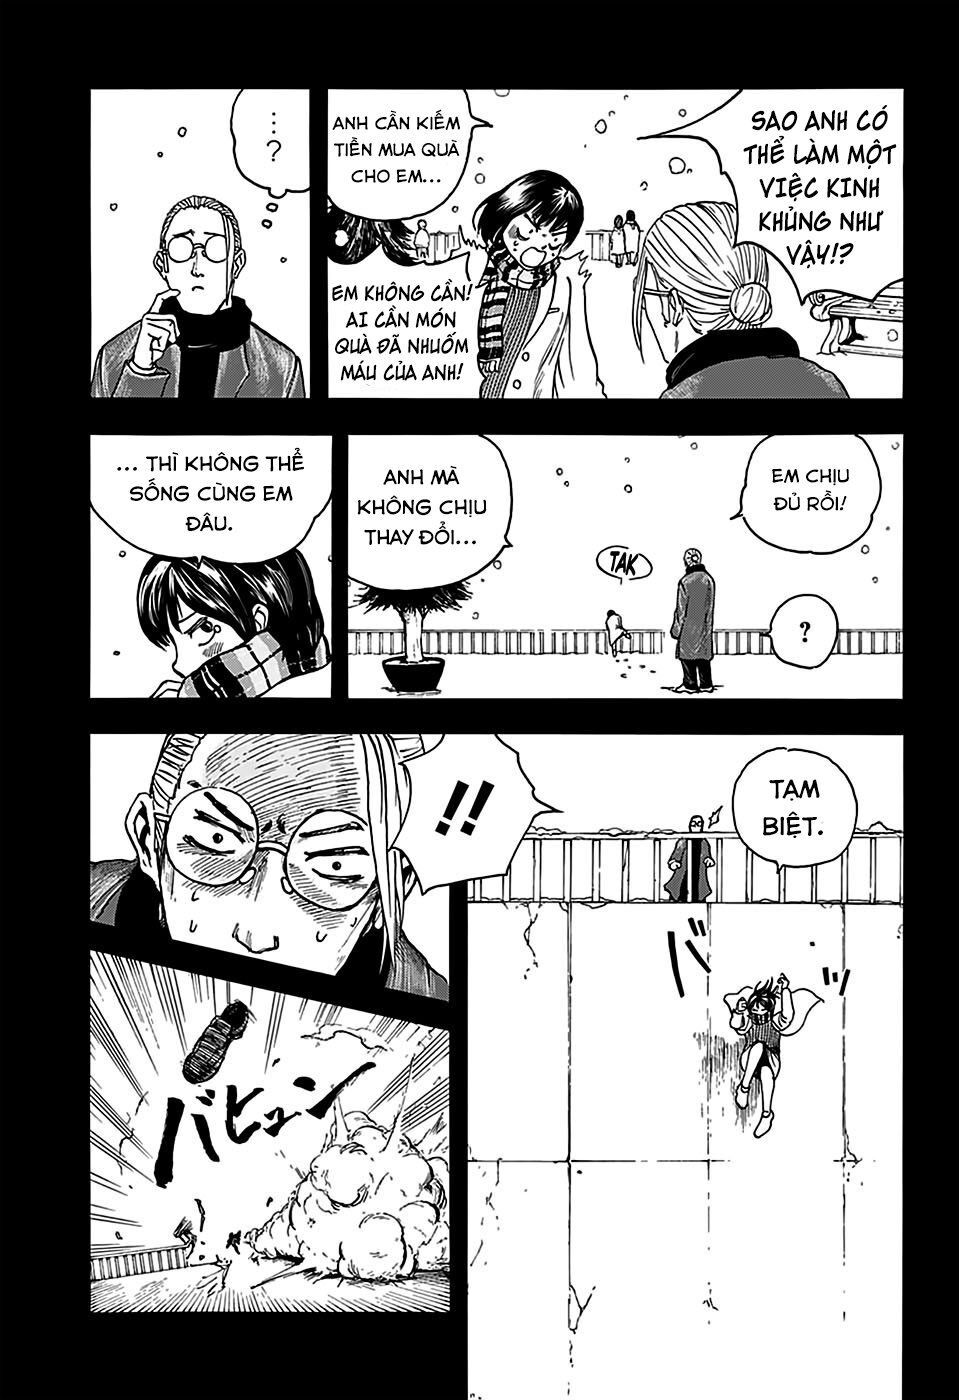 SAO ANH CÓ
THỂ LÀM MỘT
VIỆC KINH
KHỦNG NHƯ
VẬY!?
ANH CẦN KIẾM
TIỀN MUA QUÀ
CHO EM...
EM KHÔNG CẦN!
AI CẦN MÓN
QUÀ ĐÃ NHUỐM
MÁU CỦA ANH!
...
?
EM CHỊU
ĐỦ RỒI!
?
TAK
ANH MÀ
KHÔNG CHỊU
THAY ĐỔI...
... THÌ KHÔNG THỂ
SỐNG CÙNG EM
ĐÂU.
TẠM
BIỆT.
バッ
!!
バヒュン